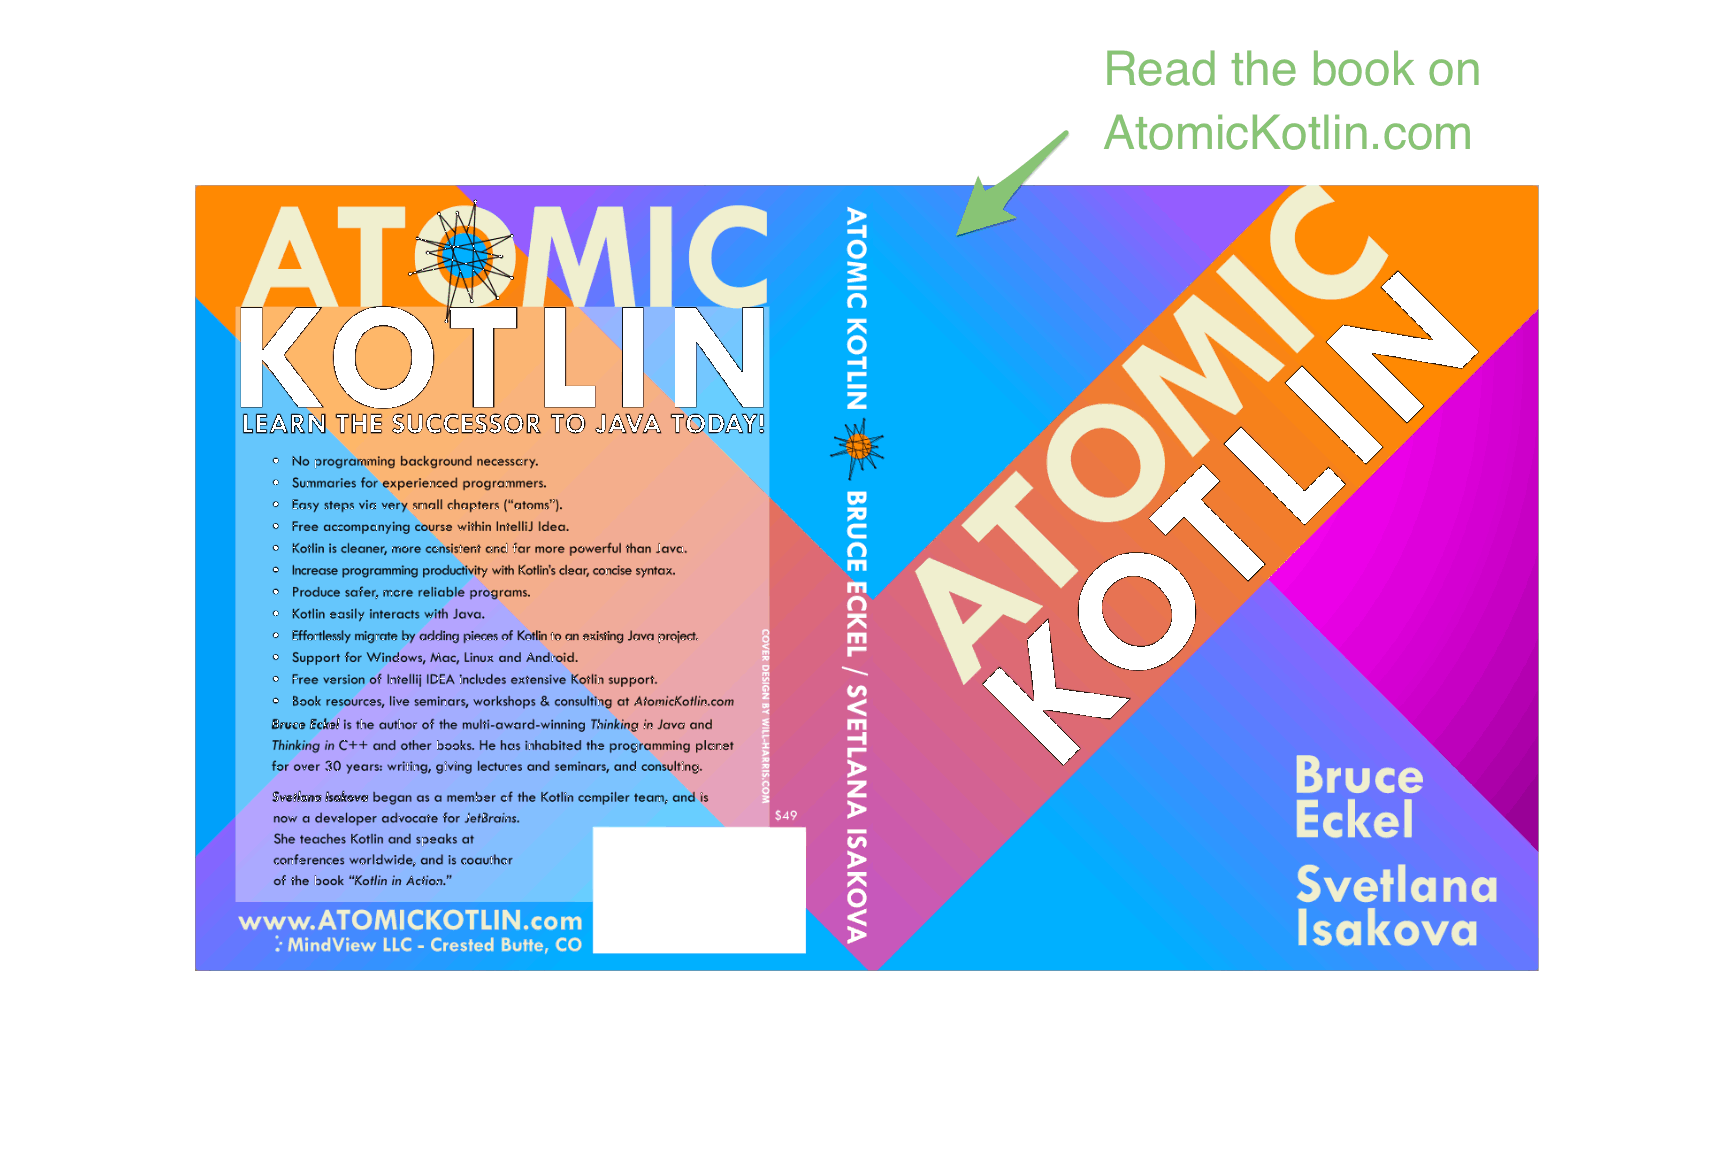 Read the book on
AtomicKotlin.com
ATOMIC
KOTLIN
LEARN THE SUCCESSOR TO JAVA TODAY!
No programming background necessary.
Summaries for experienced programmers.
Easy steps via very small chapters (“atoms”).
Free accompanying course within IntelliJ Idea.
Kotlin is cleaner, more consistent and far more powerful than Java.
Increase programming productivity with Kotlin's clear, concise syntax.
Produce safer, more reliable programs.
Kotlin easily interacts with Java.
Effortlessly migrate by adding pieces of Kotlin to an existing Java project.
Support for Windows, Mac, Linux and Android.
Free version of Intellij IDEA includes extensive Kotlin support.
Book resources, live seminars, workshops & consulting at AtomicKotlin.com
Bruce Eckel is the author of the multi-award-winning Thinking in Java and
Thinking in C++ and other books. He has inhabited the programming planet
for over 30 years: writing, giving lectures and seminars, and consulting.
Svetlana Isakova began as a member of the Kotlin compiler team, and is
now a developer advocate for JetBrains.
She teaches Kotlin and speaks at
conferences worldwide, and is coauthor
of the book “Kotlin in Action.”
www.ATOMICKOTLIN.com
MindView LLC - Crested Butte, CO
COVER DESIGN BY WILL-HARRIS.COM
$49
ATOMIC KOTLIN BRUCE ECKEL / SVETLANA ISAKOVA
ATOMIC
KOTLIN
Bruce
Eckel
Svetlana
Isakova